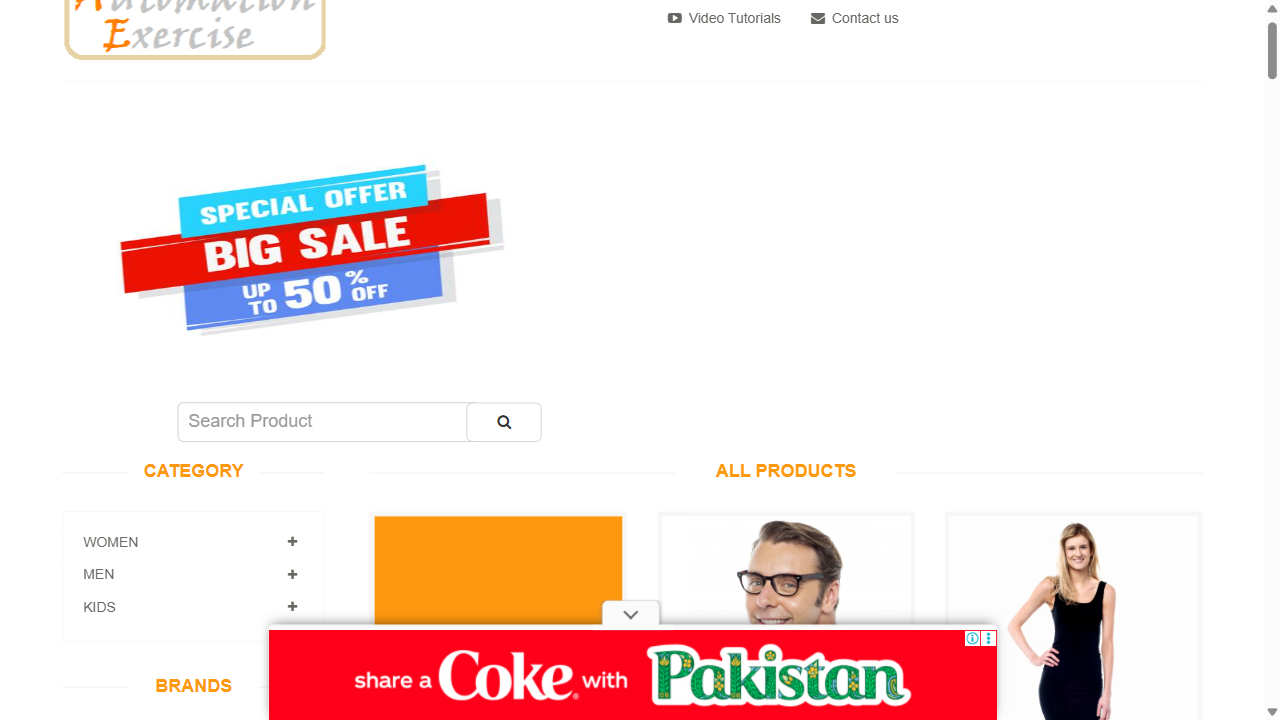 Automation
Exercise
Video Tutorials
Contact us
SPECIAL OFFER
BIG SALE
UP TO 50% OFF
Search Product
CATEGORY
ALL PRODUCTS
WOMEN
MEN
KIDS
BRANDS
share a Coke with Pakistan